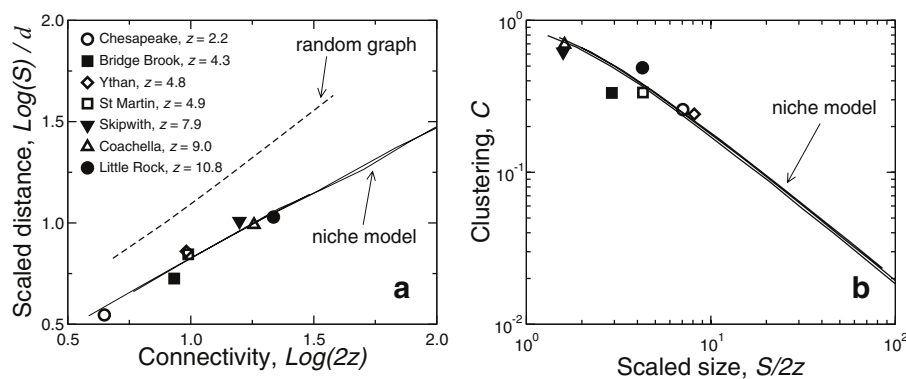 Scaled distance, Log(S) / d
2.0
1.5
1.0
0.5
Chesapeake, z = 2.2
Bridge Brook, z = 4.3
Ythan, z = 4.8
St Martin, z = 4.9
Skipwith, z = 7.9
Coachella, z = 9.0
Little Rock, z = 10.8
random graph
niche model
a
0.5 1.0 1.5 2.0
Connectivity, Log(2z)
Clustering, C
10^0
10^-1
10^-2
niche model
b
10^0 10^1 10^2
Scaled size, S/2z